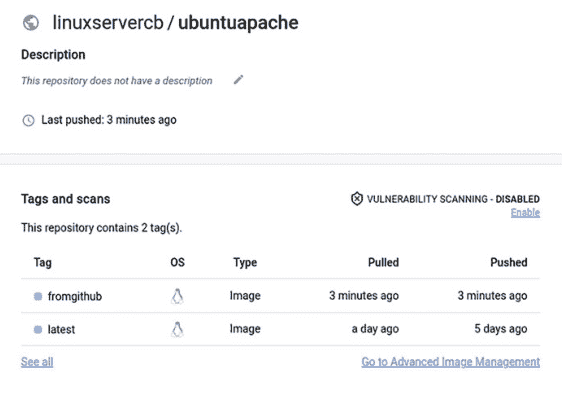 linuxservercb / ubuntuapache
Description
This repository does not have a description
Last pushed: 3 minutes ago
Tags and scans
VULNERABILITY SCANNING - DISABLED
Enable
This repository contains 2 tag(s).
Tag OS Type Pulled Pushed
fromgithub Image 3 minutes ago 3 minutes ago
latest Image a day ago 5 days ago
See all Go to Advanced Image Management